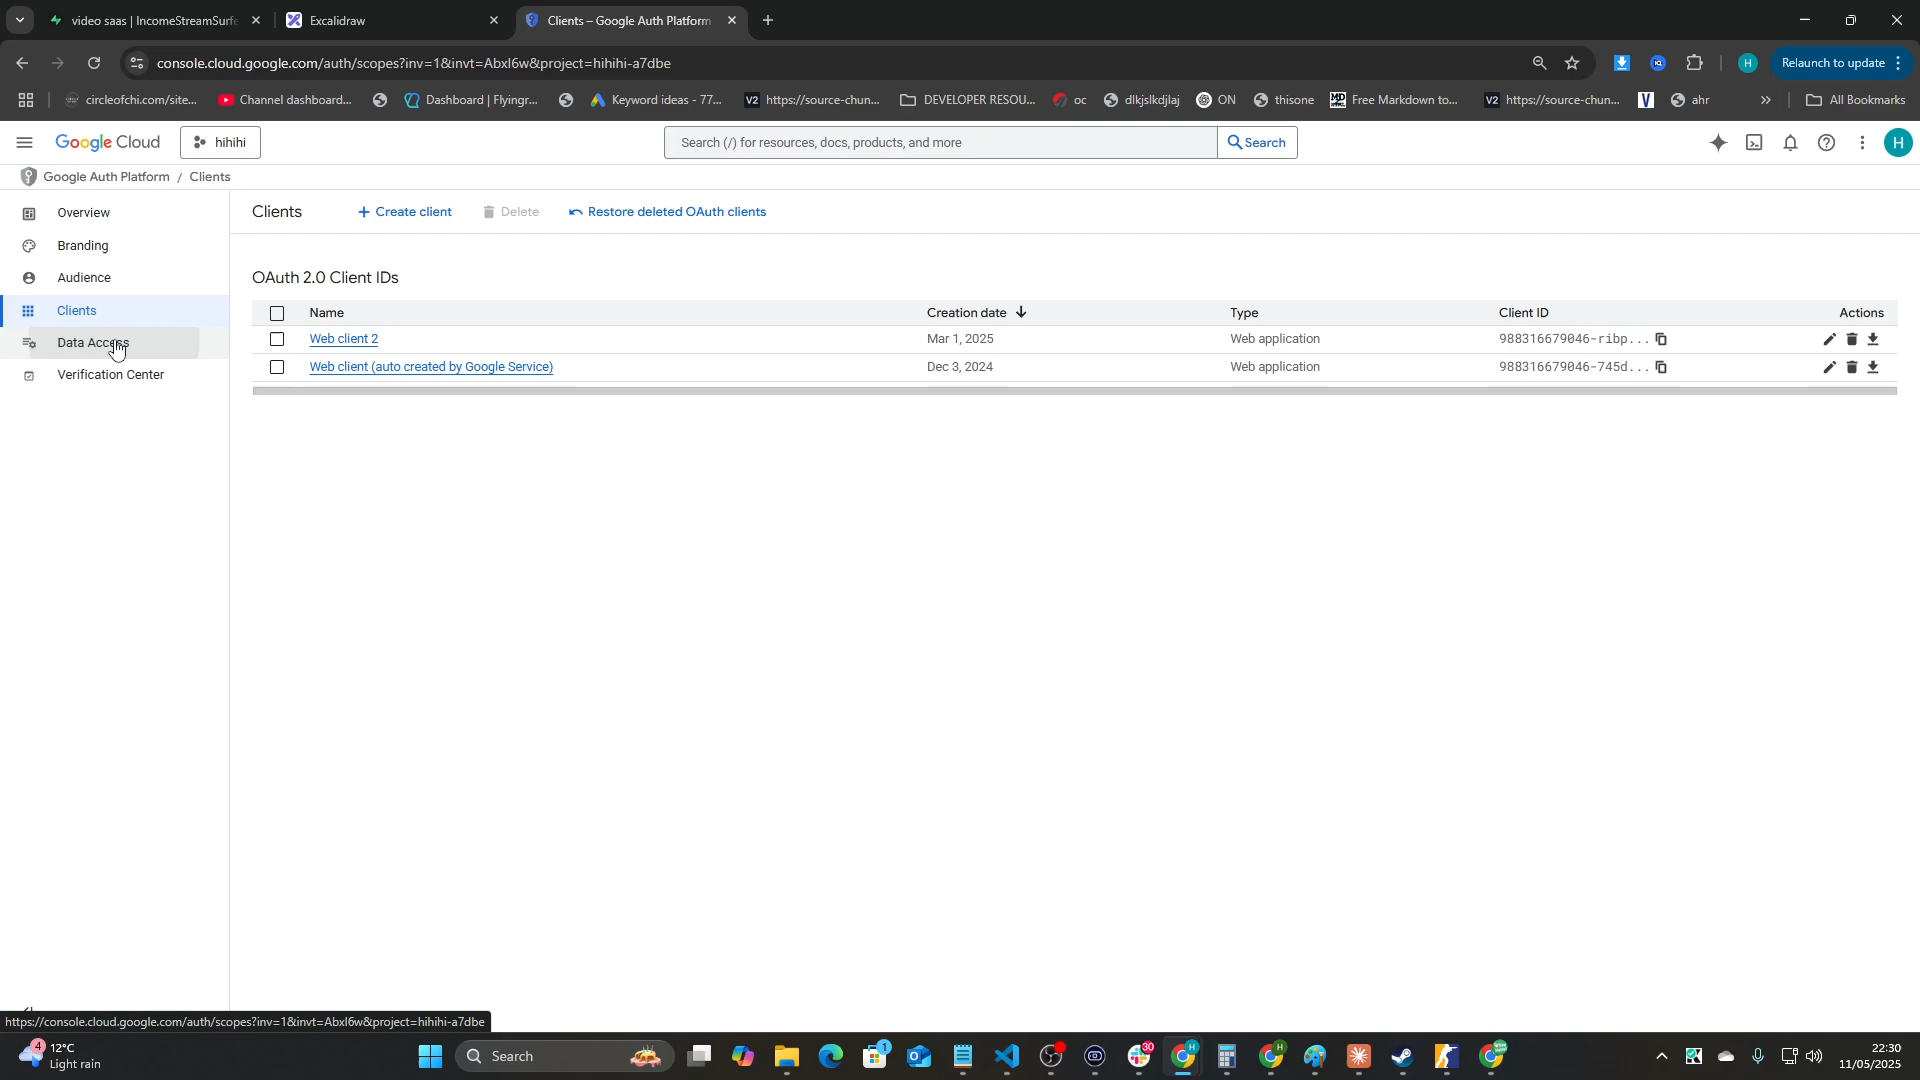 video saas | IncomeStreamSurfe
Excalidraw
Clients – Google Auth Platform
console.cloud.google.com/auth/scopes?inv=1&invt=Abxl6w&project=hihihi-a7dbe
H
Relaunch to update
circleofchi.com/site...
Channel dashboard...
Dashboard | Flyingr...
Keyword ideas - 77...
https://source-chun...
DEVELOPER RESOU...
oc
dlkjslkdjlaj
ON
thisone
Free Markdown to...
https://source-chun...
ahr
All Bookmarks
Google Cloud
hihihi
Search (/) for resources, docs, products, and more
Search
H
Google Auth Platform / Clients
Overview
Branding
Audience
Clients
Data Access
Verification Center
Clients
Create client
Delete
Restore deleted OAuth clients
OAuth 2.0 Client IDs
Name
Creation date
Type
Client ID
Actions
Web client 2
Mar 1, 2025
Web application
988316679046-ribp...
Web client (auto created by Google Service)
Dec 3, 2024
Web application
988316679046-745d...
https://console.cloud.google.com/auth/scopes?inv=1&invt=Abxl6w&project=hihihi-a7dbe
4
12°C
Light rain
Search
1
30
22:30
11/05/2025